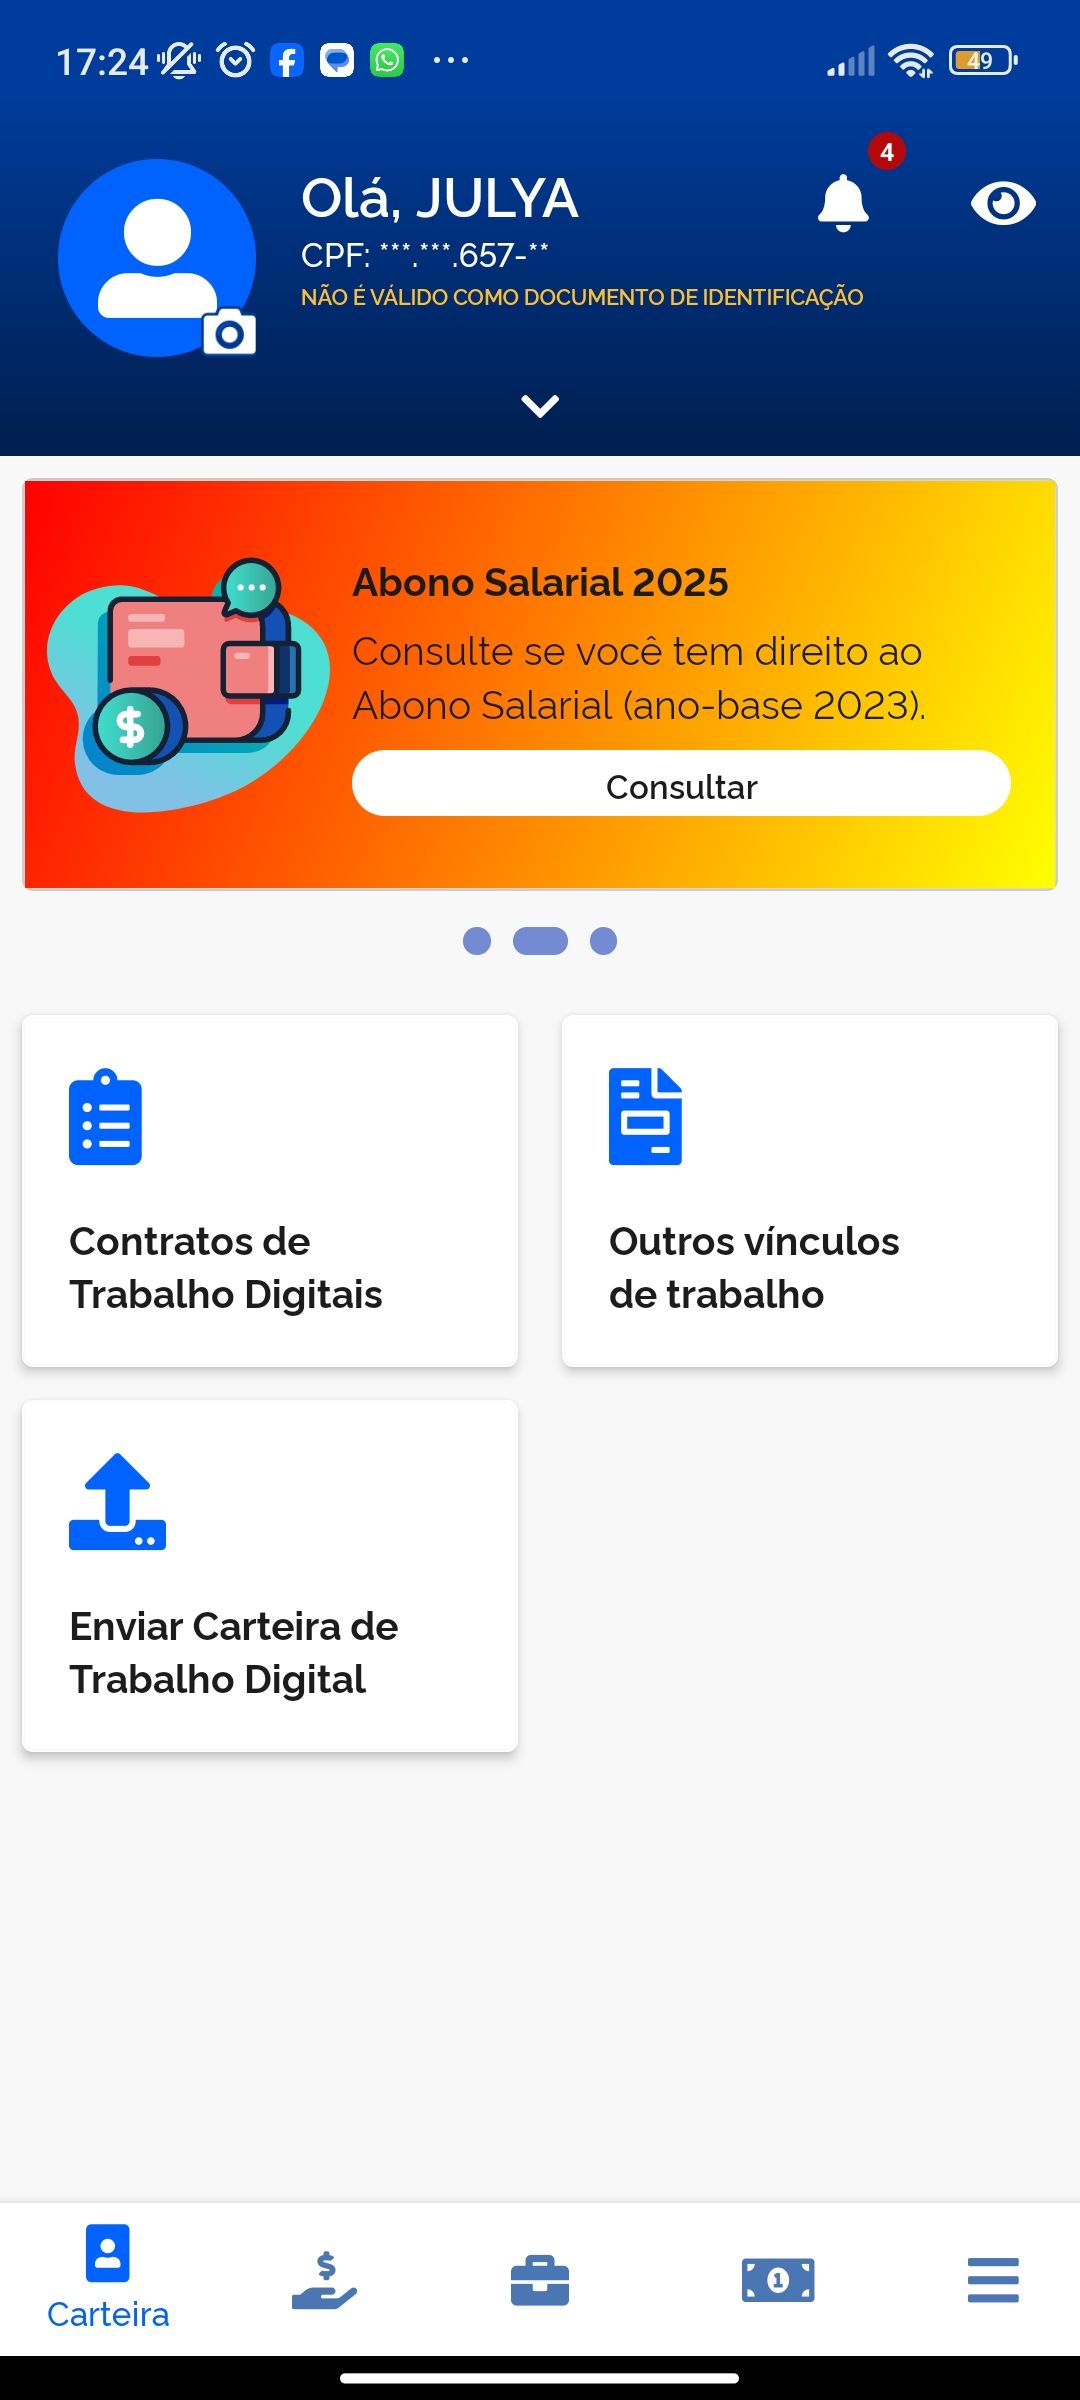 17:24
49
4
Olá, JULYA
CPF: ***.***.657-**
NÃO É VÁLIDO COMO DOCUMENTO DE IDENTIFICAÇÃO
Abono Salarial 2025
Consulte se você tem direito ao
Abono Salarial (ano-base 2023).
Consultar
Contratos de
Trabalho Digitais
Outros vínculos
de trabalho
Enviar Carteira de
Trabalho Digital
Carteira